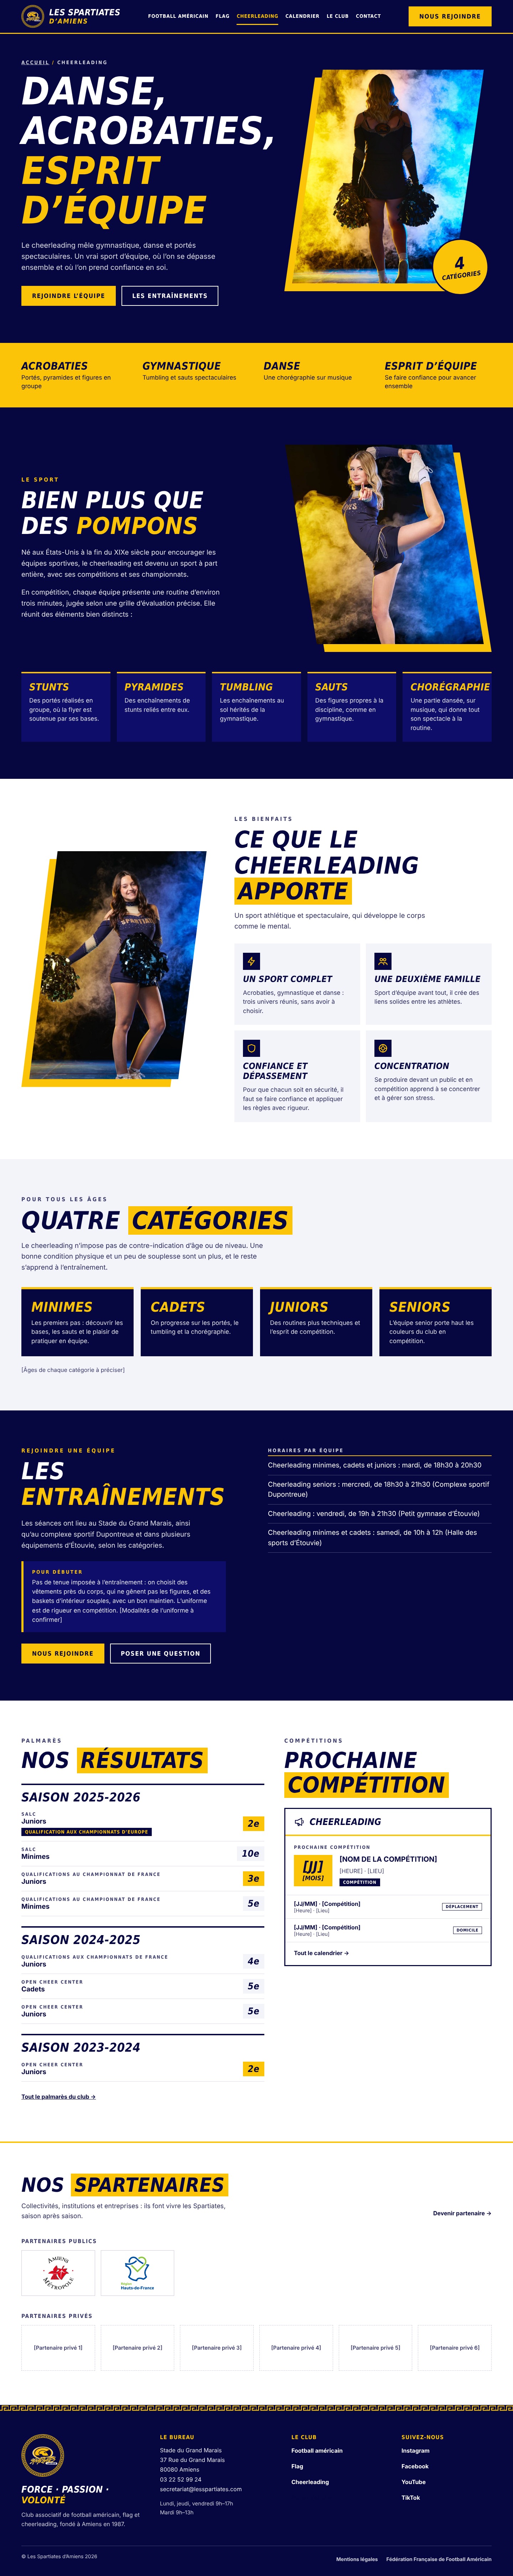 LES SPARTIATES
D'AMIENS
FOOTBALL AMÉRICAIN FLAG CHEERLEADING CALENDRIER LE CLUB CONTACT
NOUS REJOINDRE
ACCUEIL / CHEERLEADING
DANSE,
ACROBATIES,
ESPRIT
D'ÉQUIPE
Le cheerleading mêle gymnastique, danse et portés
spectaculaires. Un vrai sport d'équipe, où l'on se dépasse
ensemble et où l'on prend confiance en soi.
REJOINDRE L'ÉQUIPE
LES ENTRAÎNEMENTS
4
CATÉGORIES
ACROBATIES
Portés, pyramides et figures en
groupe
GYMNASTIQUE
Tumbling et sauts spectaculaires
DANSE
Une chorégraphie sur musique
ESPRIT D'ÉQUIPE
Se faire confiance pour avancer
ensemble
LE SPORT
BIEN PLUS QUE
DES POMPONS
Né aux États-Unis à la fin du XIXe siècle pour encourager les
équipes sportives, le cheerleading est devenu un sport à part
entière, avec ses compétitions et ses championnats.
En compétition, chaque équipe présente une routine d'environ
trois minutes, jugée selon une grille d'évaluation précise. Elle
réunit des éléments bien distincts :
STUNTS
Des portés réalisés en
groupe, où la flyer est
soutenue par ses bases.
PYRAMIDES
Des enchaînements de
stunts reliés entre eux.
TUMBLING
Les enchaînements au
sol hérités de la
gymnastique.
SAUTS
Des figures propres à la
discipline, comme en
gymnastique.
CHORÉGRAPHIE
Une partie dansée, sur
musique, qui donne tout
son spectacle à la
routine.
LES BIENFAITS
CE QUE LE
CHEERLEADING
APPORTE
Un sport athlétique et spectaculaire, qui développe le corps
comme le mental.
UN SPORT COMPLET
Acrobaties, gymnastique et danse :
trois univers réunis, sans avoir à
choisir.
UNE DEUXIÈME FAMILLE
Sport d'équipe avant tout, il crée des
liens solides entre les athlètes.
CONFIANCE ET
DÉPASSEMENT
Pour que chacun soit en sécurité, il
faut se faire confiance et appliquer
les règles avec rigueur.
CONCENTRATION
Se produire devant un public et en
compétition apprend à se concentrer
et à gérer son stress.
POUR TOUS LES ÂGES
QUATRE CATÉGORIES
Le cheerleading n'impose pas de contre-indication d'âge ou de niveau. Une
bonne condition physique et un peu de souplesse sont un plus, et le reste
s'apprend à l'entraînement.
MINIMES
Les premiers pas : découvrir les
bases, les sauts et le plaisir de
pratiquer en équipe.
CADETS
On progresse sur les portés, le
tumbling et la chorégraphie.
JUNIORS
Des routines plus techniques et
l'esprit de compétition.
SENIORS
L'équipe senior porte haut les
couleurs du club en
compétition.
[Âges de chaque catégorie à préciser]
REJOINDRE UNE ÉQUIPE
LES
ENTRAÎNEMENTS
Les séances ont lieu au Stade du Grand Marais, ainsi
qu'au complexe sportif Dupontreue et dans plusieurs
équipements d'Étouvie, selon les catégories.
POUR DÉBUTER
Pas de tenue imposée à l'entraînement : on choisit des
vêtements près du corps, qui ne gênent pas les figures, et des
baskets d'intérieur souples, avec un bon maintien. L'uniforme
est de rigueur en compétition. [Modalités de l'uniforme à
confirmer]
NOUS REJOINDRE
POSER UNE QUESTION
HORAIRES PAR ÉQUIPE
Cheerleading minimes, cadets et juniors : mardi, de 18h30 à 20h30
Cheerleading seniors : mercredi, de 18h30 à 21h30 (Complexe sportif
Dupontreue)
Cheerleading : vendredi, de 19h à 21h30 (Petit gymnase d'Étouvie)
Cheerleading minimes et cadets : samedi, de 10h à 12h (Halle des
sports d'Étouvie)
PALMARÈS
NOS RÉSULTATS
SAISON 2025-2026
SALC
Juniors
QUALIFICATION AUX CHAMPIONNATS D'EUROPE
2e
SALC
Minimes
10e
QUALIFICATIONS AU CHAMPIONNAT DE FRANCE
Juniors
3e
QUALIFICATIONS AU CHAMPIONNAT DE FRANCE
Minimes
5e
SAISON 2024-2025
QUALIFICATIONS AUX CHAMPIONNATS DE FRANCE
Juniors
4e
OPEN CHEER CENTER
Cadets
5e
OPEN CHEER CENTER
Juniors
5e
SAISON 2023-2024
OPEN CHEER CENTER
Juniors
2e
Tout le palmarès du club →
COMPÉTITIONS
PROCHAINE
COMPÉTITION
CHEERLEADING
PROCHAINE COMPÉTITION
[JJ]
[MOIS]
[NOM DE LA COMPÉTITION]
[HEURE] · [LIEU]
COMPÉTITION
[JJ/MM] · [Compétition]
[Heure] · [Lieu]
DÉPLACEMENT
[JJ/MM] · [Compétition]
[Heure] · [Lieu]
DOMICILE
Tout le calendrier →
NOS SPARTENAIRES
Collectivités, institutions et entreprises : ils font vivre les Spartiates,
saison après saison.
Devenir partenaire →
PARTENAIRES PUBLICS
AMIENS
MÉTROPOLE
Région
Hauts-de-France
PARTENAIRES PRIVÉS
[Partenaire privé 1]
[Partenaire privé 2]
[Partenaire privé 3]
[Partenaire privé 4]
[Partenaire privé 5]
[Partenaire privé 6]
FORCE · PASSION ·
VOLONTÉ
Club associatif de football américain, flag et
cheerleading, fondé à Amiens en 1987.
LE BUREAU
Stade du Grand Marais
37 Rue du Grand Marais
80080 Amiens
03 22 52 99 24
secretariat@lesspartiates.com
Lundi, jeudi, vendredi 9h–17h
Mardi 9h–13h
LE CLUB
Football américain
Flag
Cheerleading
SUIVEZ-NOUS
Instagram
Facebook
YouTube
TikTok
© Les Spartiates d'Amiens 2026
Mentions légales
Fédération Française de Football Américain